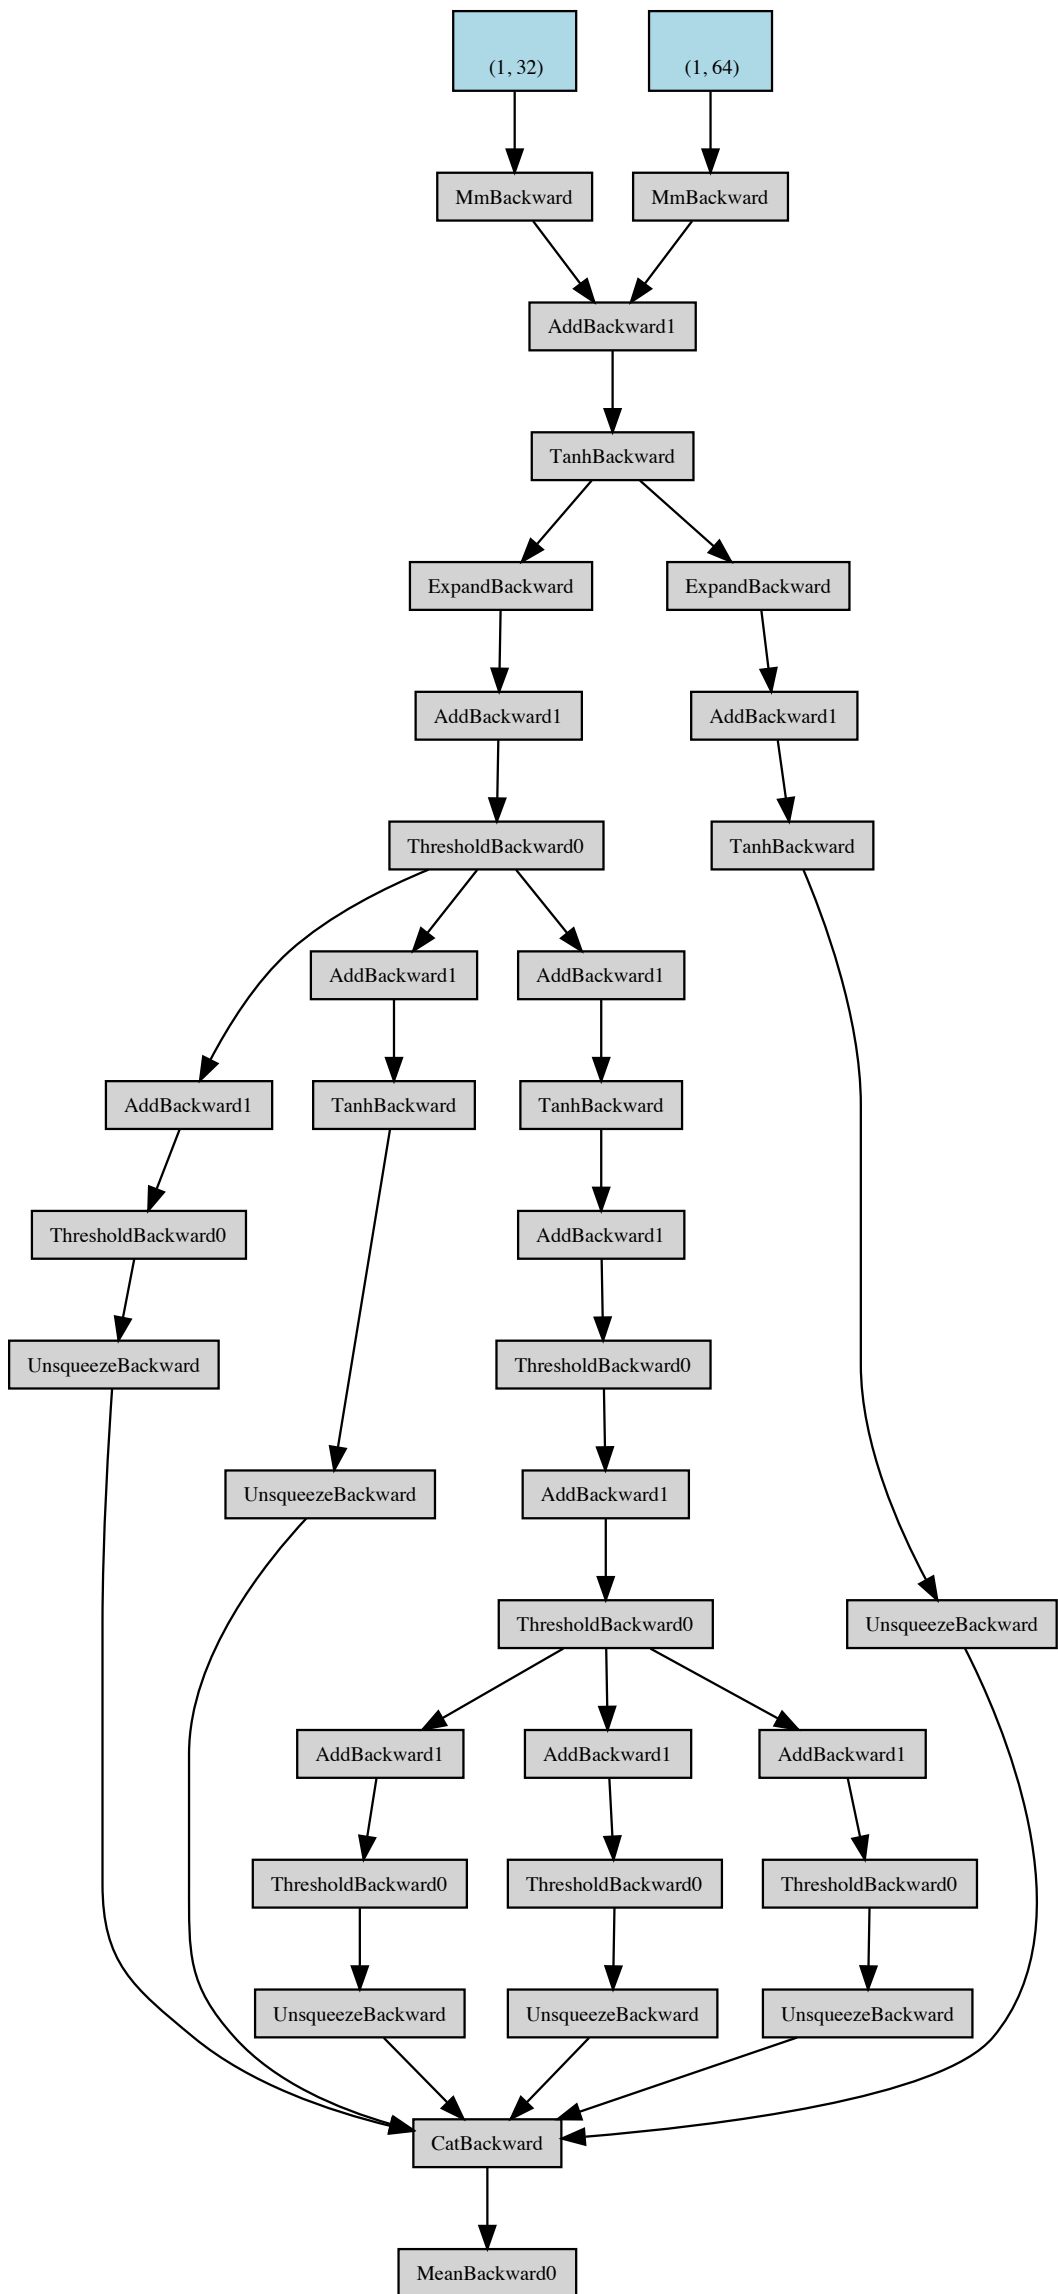 (1, 32)
(1, 64)
MmBackward
MmBackward
AddBackward1
TanhBackward
ExpandBackward
ExpandBackward
AddBackward1
AddBackward1
ThresholdBackward0
TanhBackward
AddBackward1
AddBackward1
AddBackward1
TanhBackward
TanhBackward
ThresholdBackward0
AddBackward1
UnsqueezeBackward
ThresholdBackward0
UnsqueezeBackward
AddBackward1
ThresholdBackward0
UnsqueezeBackward
AddBackward1
AddBackward1
AddBackward1
ThresholdBackward0
ThresholdBackward0
ThresholdBackward0
UnsqueezeBackward
UnsqueezeBackward
UnsqueezeBackward
CatBackward
MeanBackward0